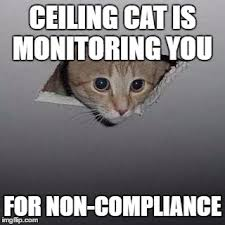 CEILING CAT IS
MONITORING YOU
FOR NON-COMPLIANCE
imgflip.com